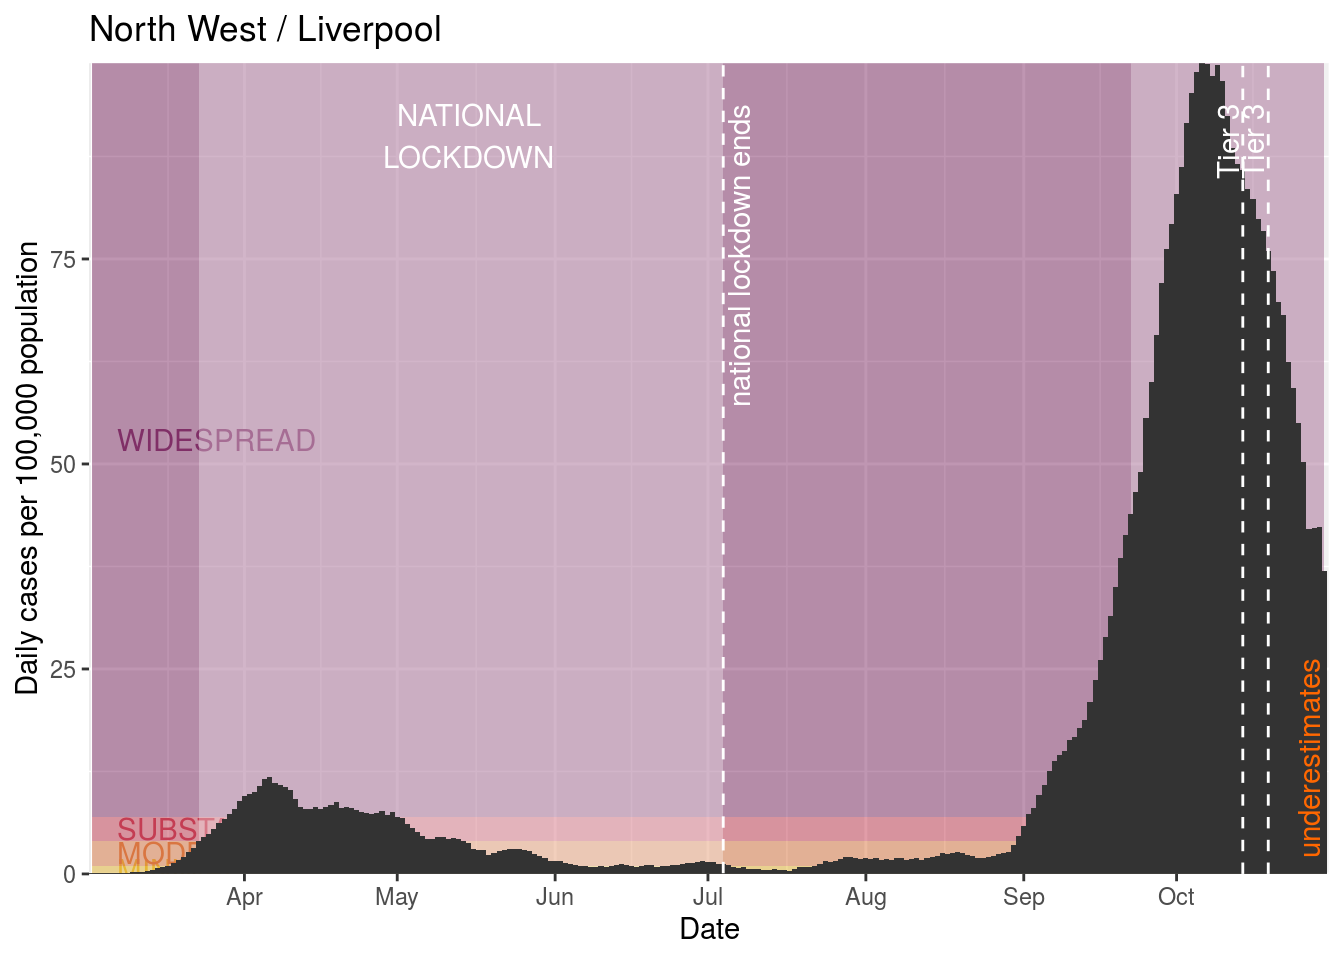 North West / Liverpool
NATIONAL
LOCKDOWN
national lockdown ends
Tier 3
Tier 3
WIDESPREAD
underestimates
Daily cases per 100,000 population
75
50
25
0
Apr
May
Jun
Jul
Aug
Sep
Oct
Date